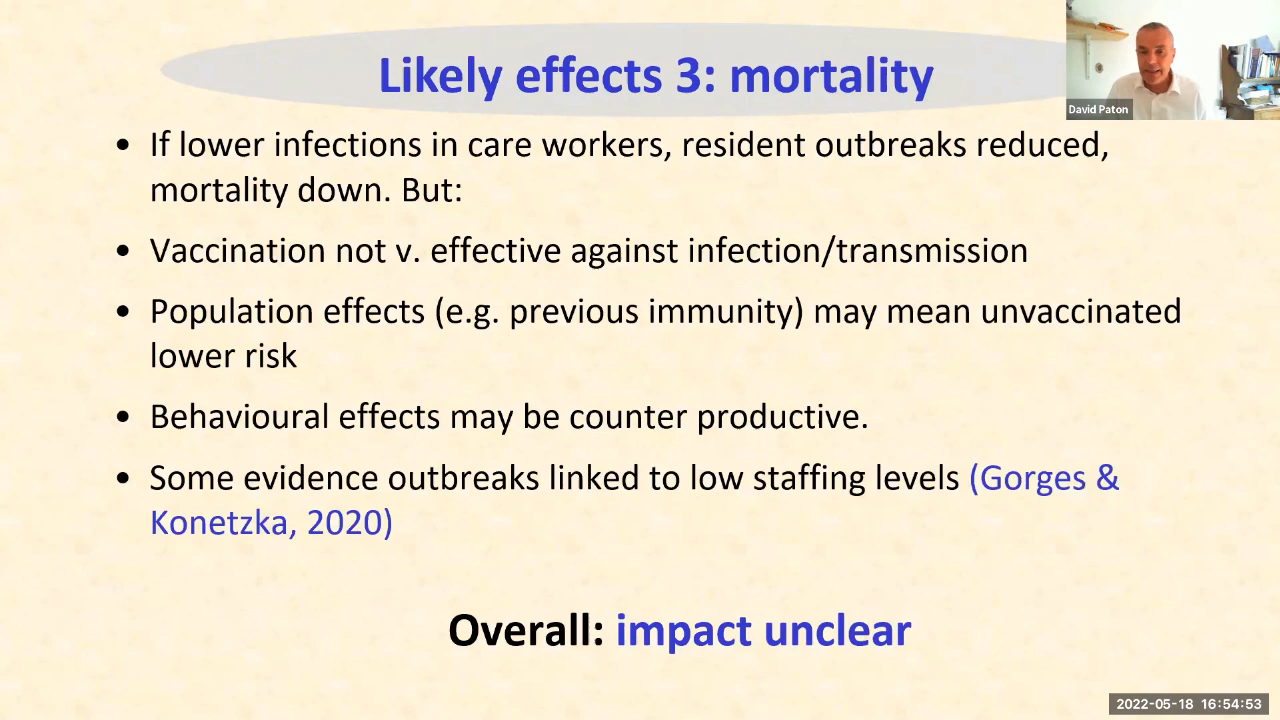 Likely effects 3: mortality
David Paton
• If lower infections in care workers, resident outbreaks reduced,
mortality down. But:
• Vaccination not v. effective against infection/transmission
• Population effects (e.g. previous immunity) may mean unvaccinated
lower risk
• Behavioural effects may be counter productive.
• Some evidence outbreaks linked to low staffing levels (Gorges &
Konetzka, 2020)
Overall: impact unclear
2022-05-18 16:54:53